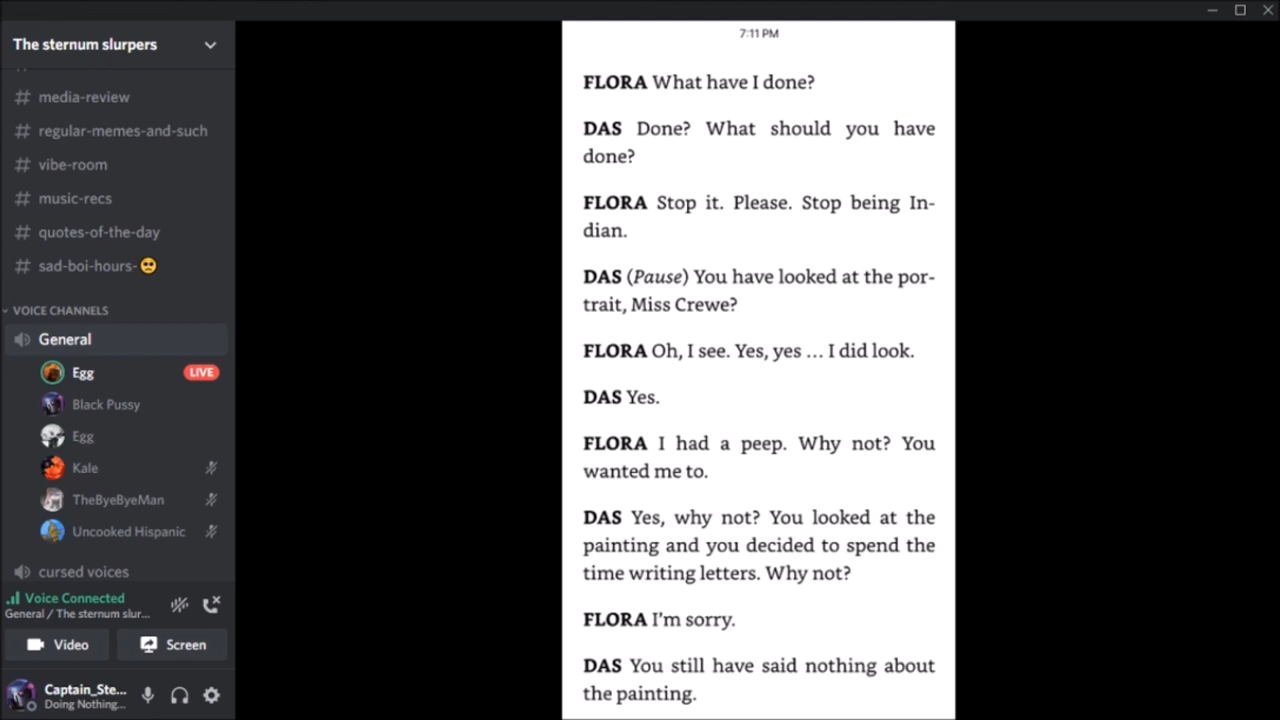 The sternum slurpers
media-review
regular-memes-and-such
vibe-room
music-recs
quotes-of-the-day
sad-boi-hours-🥺
VOICE CHANNELS
General
Egg LIVE
Black Pussy
Egg
Kale
TheByeByeMan
Uncooked Hispanic
cursed voices
Voice Connected
General / The sternum slur...
Video Screen
Captain_Ste...
Doing Nothing...
7:11 PM
FLORA What have I done?
DAS Done? What should you have
done?
FLORA Stop it. Please. Stop being In-
dian.
DAS (Pause) You have looked at the por-
trait, Miss Crewe?
FLORA Oh, I see. Yes, yes … I did look.
DAS Yes.
FLORA I had a peep. Why not? You
wanted me to.
DAS Yes, why not? You looked at the
painting and you decided to spend the
time writing letters. Why not?
FLORA I’m sorry.
DAS You still have said nothing about
the painting.